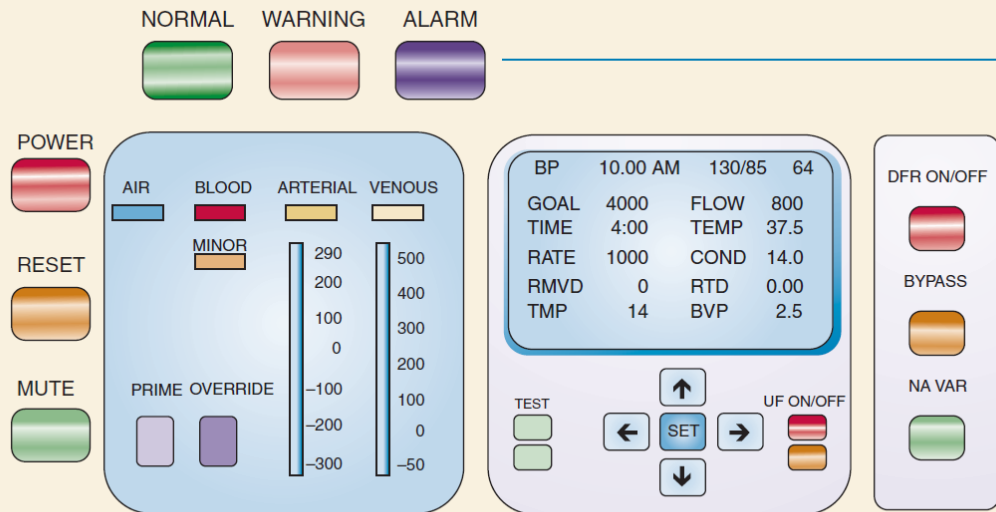 NORMAL WARNING ALARM
POWER
RESET
MUTE
AIR BLOOD ARTERIAL VENOUS
MINOR
290
200
100
0
–100
–200
–300
500
400
300
200
100
0
–50
PRIME OVERRIDE
BP 10.00 AM 130/85 64
GOAL 4000 FLOW 800
TIME 4:00 TEMP 37.5
RATE 1000 COND 14.0
RMVD 0 RTD 0.00
TMP 14 BVP 2.5
TEST
SET
UF ON/OFF
DFR ON/OFF
BYPASS
NA VAR